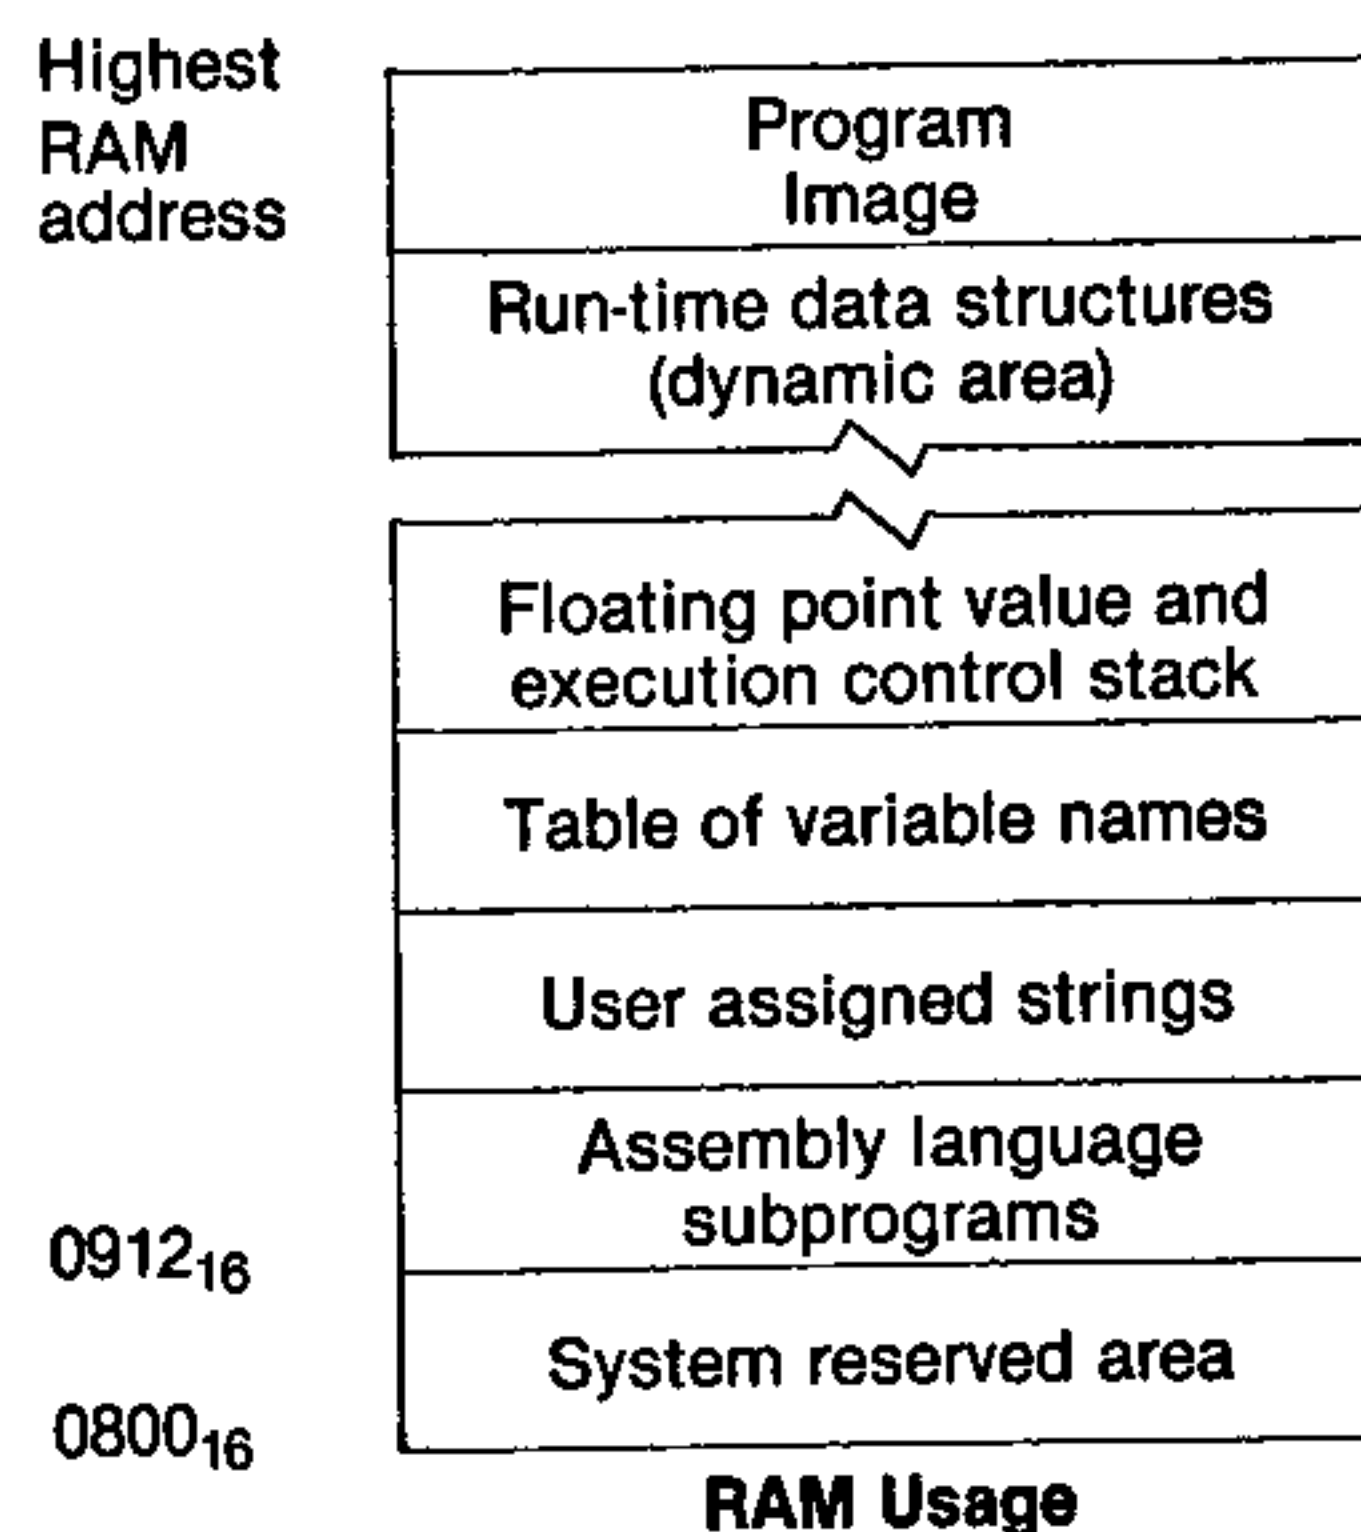 Highest
RAM
address
Program
Image
Run-time data structures
(dynamic area)
Floating point value and
execution control stack
Table of variable names
User assigned strings
Assembly language
subprograms
0912₁₆
System reserved area
0800₁₆
RAM Usage